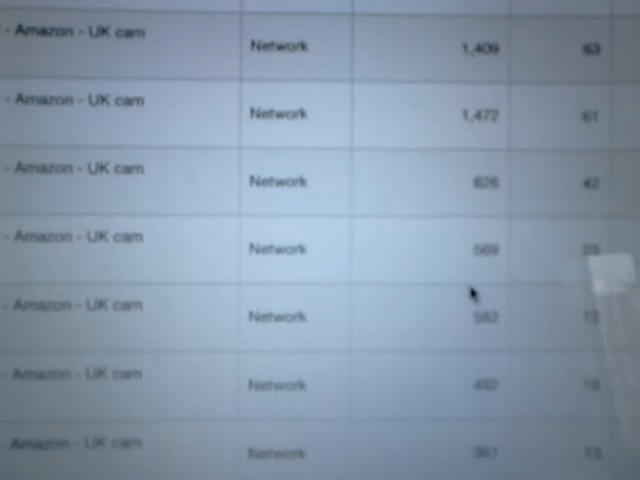 - Amazon - UK cam Network 1,409 63
- Amazon - UK cam Network 1,472 61
- Amazon - UK cam Network 626 42
- Amazon - UK cam Network 569
- Amazon - UK cam Network 582
- Amazon - UK cam Network 492
- Amazon - UK cam Network 361 13